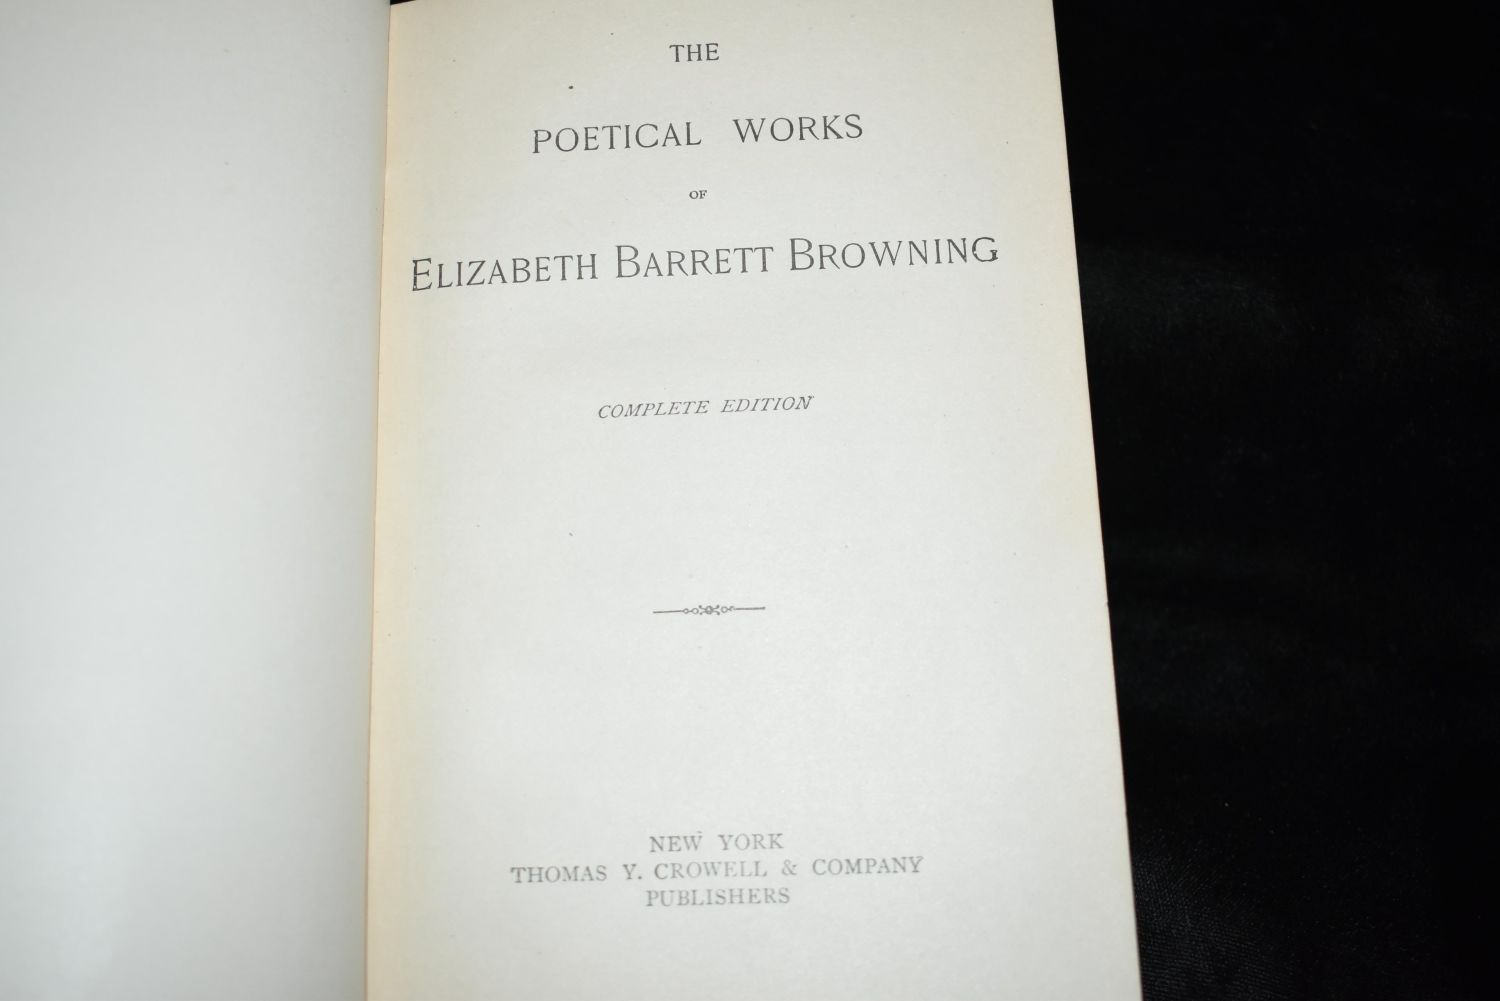 THE
POETICAL WORKS
OF
ELIZABETH BARRETT BROWNING
COMPLETE EDITION
NEW YORK
THOMAS Y. CROWELL & COMPANY
PUBLISHERS